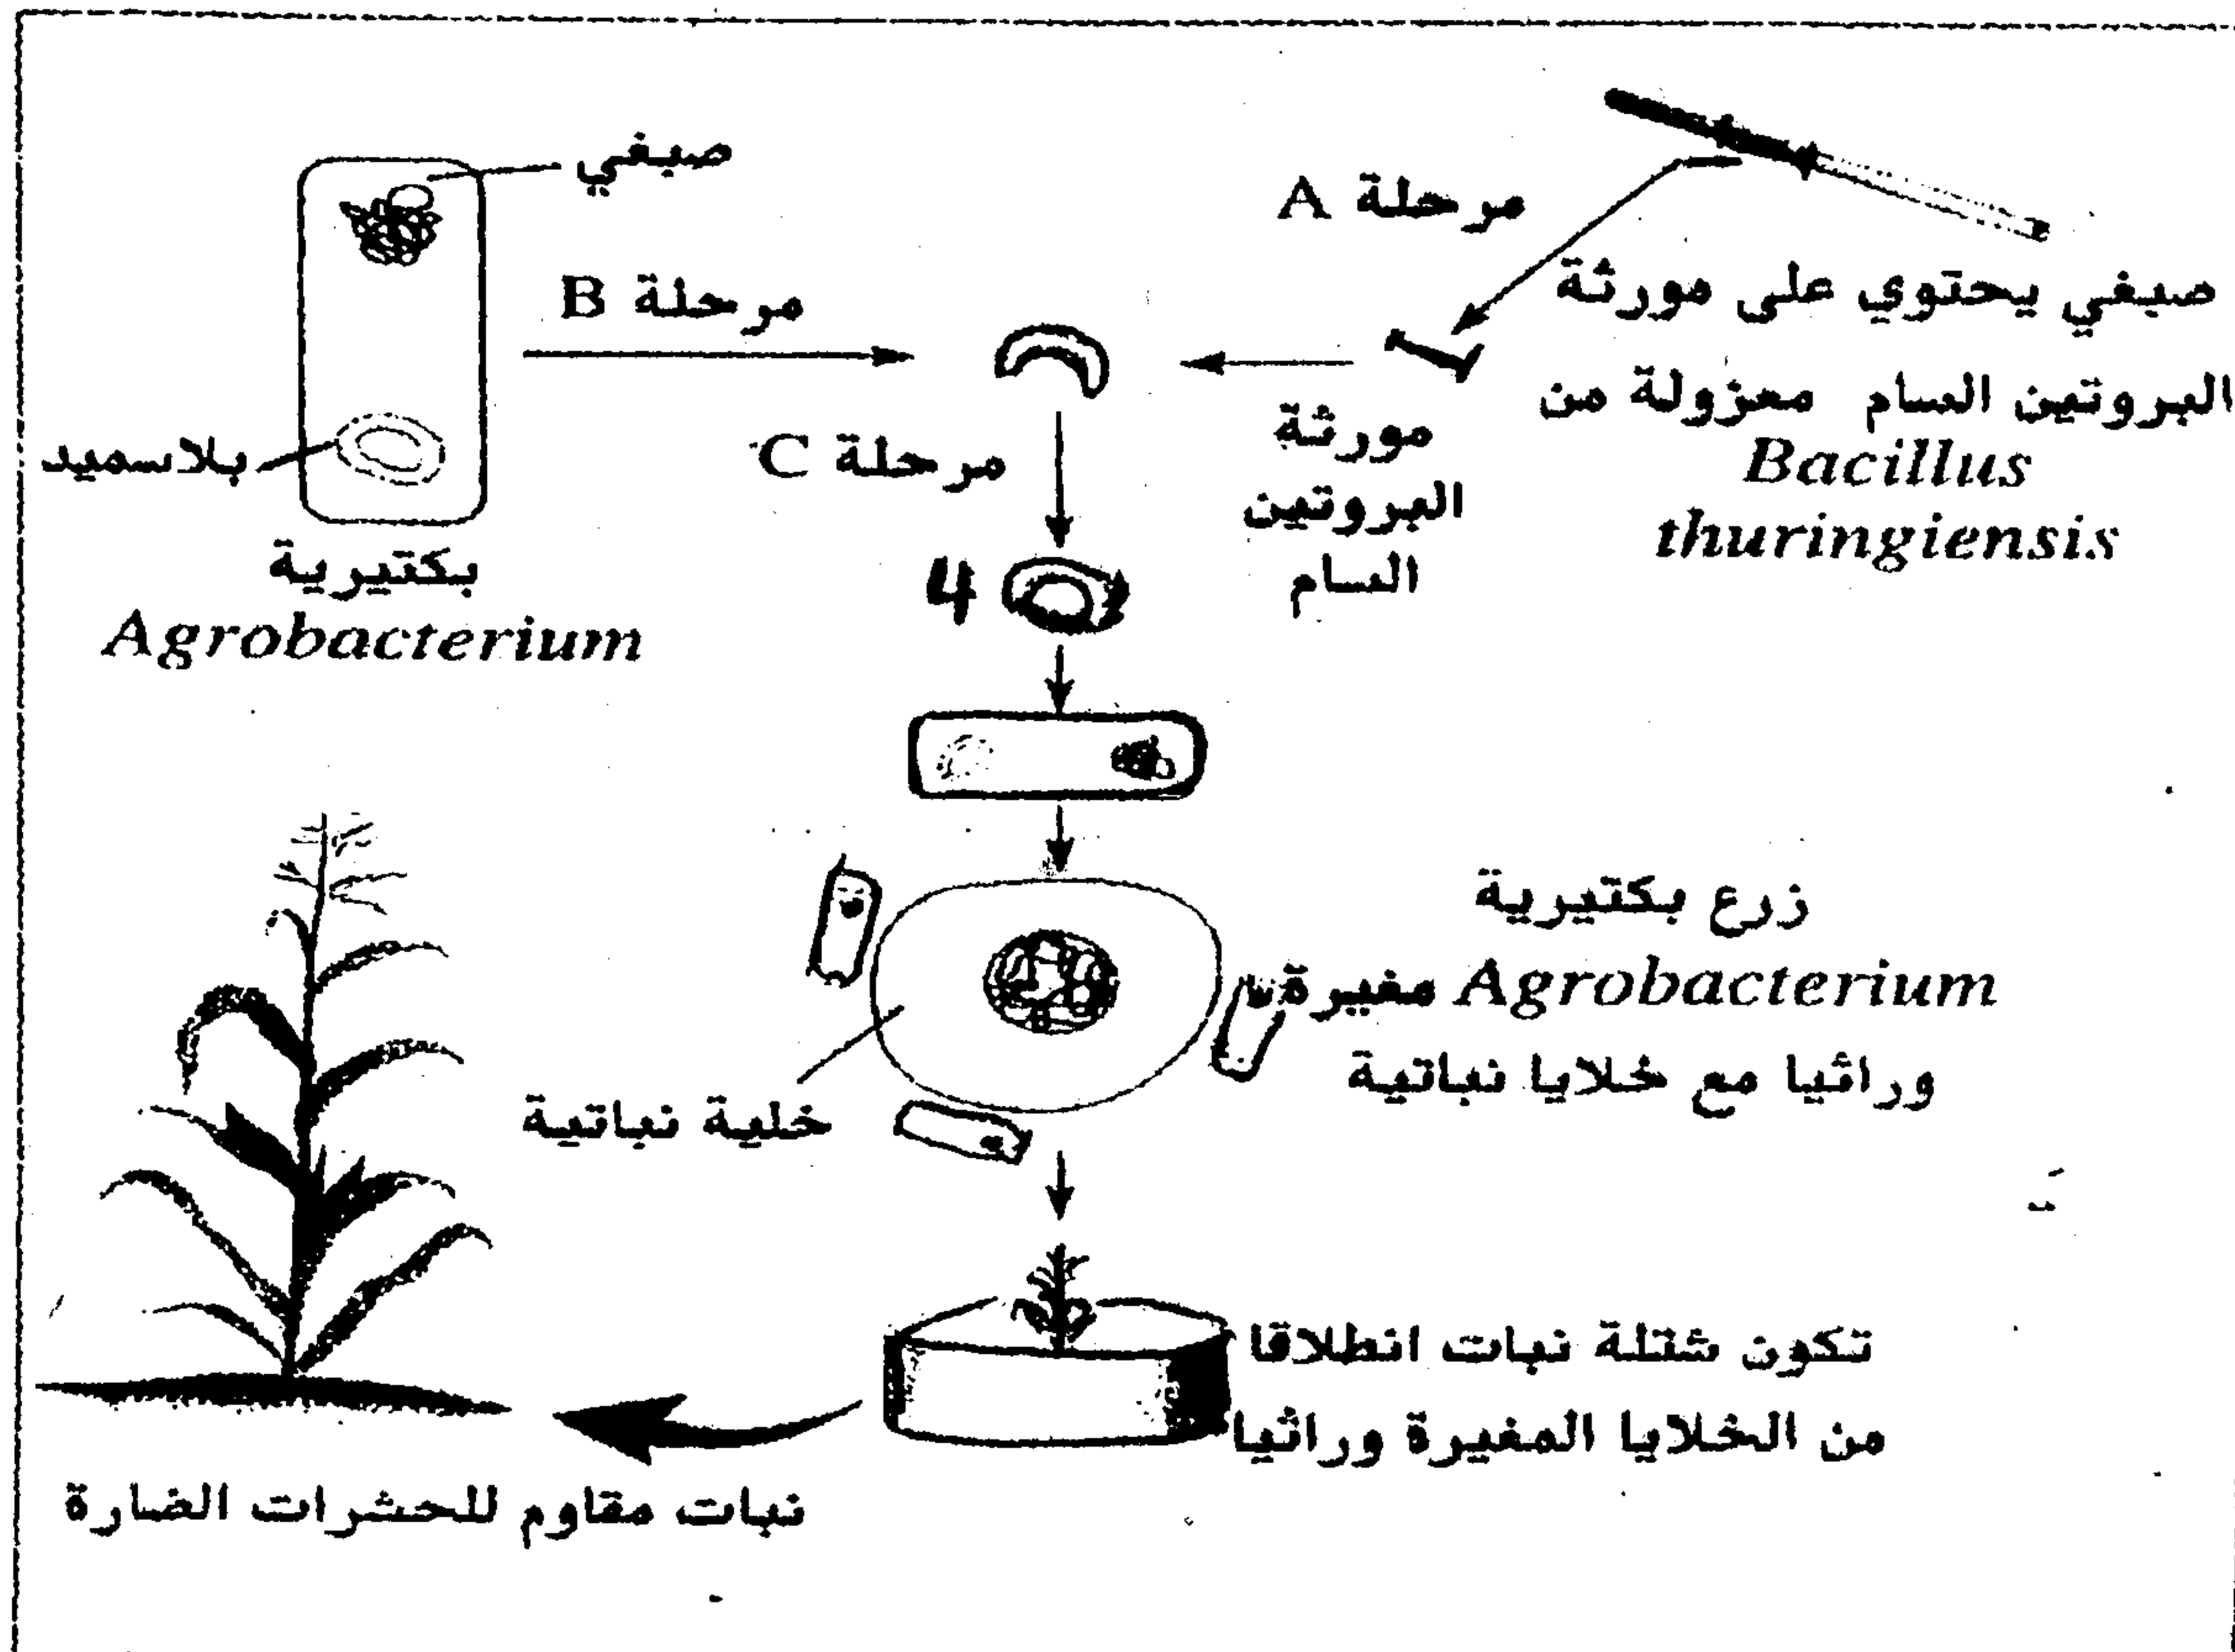 صبغي
مرحلة A
مرحلة B
صبغي يحتوي على مورثة
البروتين السام معزولة من
Bacillus
thuringiensis
بلاسميد
مرحلة C
مورثة
البروتين
السام
بكتيرية
Agrobacterium
4
زرع بكتيرية
Agrobacterium مغيرة
وراثيا مع خلايا نباتية
خلية نباتية
تكون شتلة نبات انطلاقا
من الخلايا المغيرة وراثيا
نبات مقاوم للحشرات الضارة